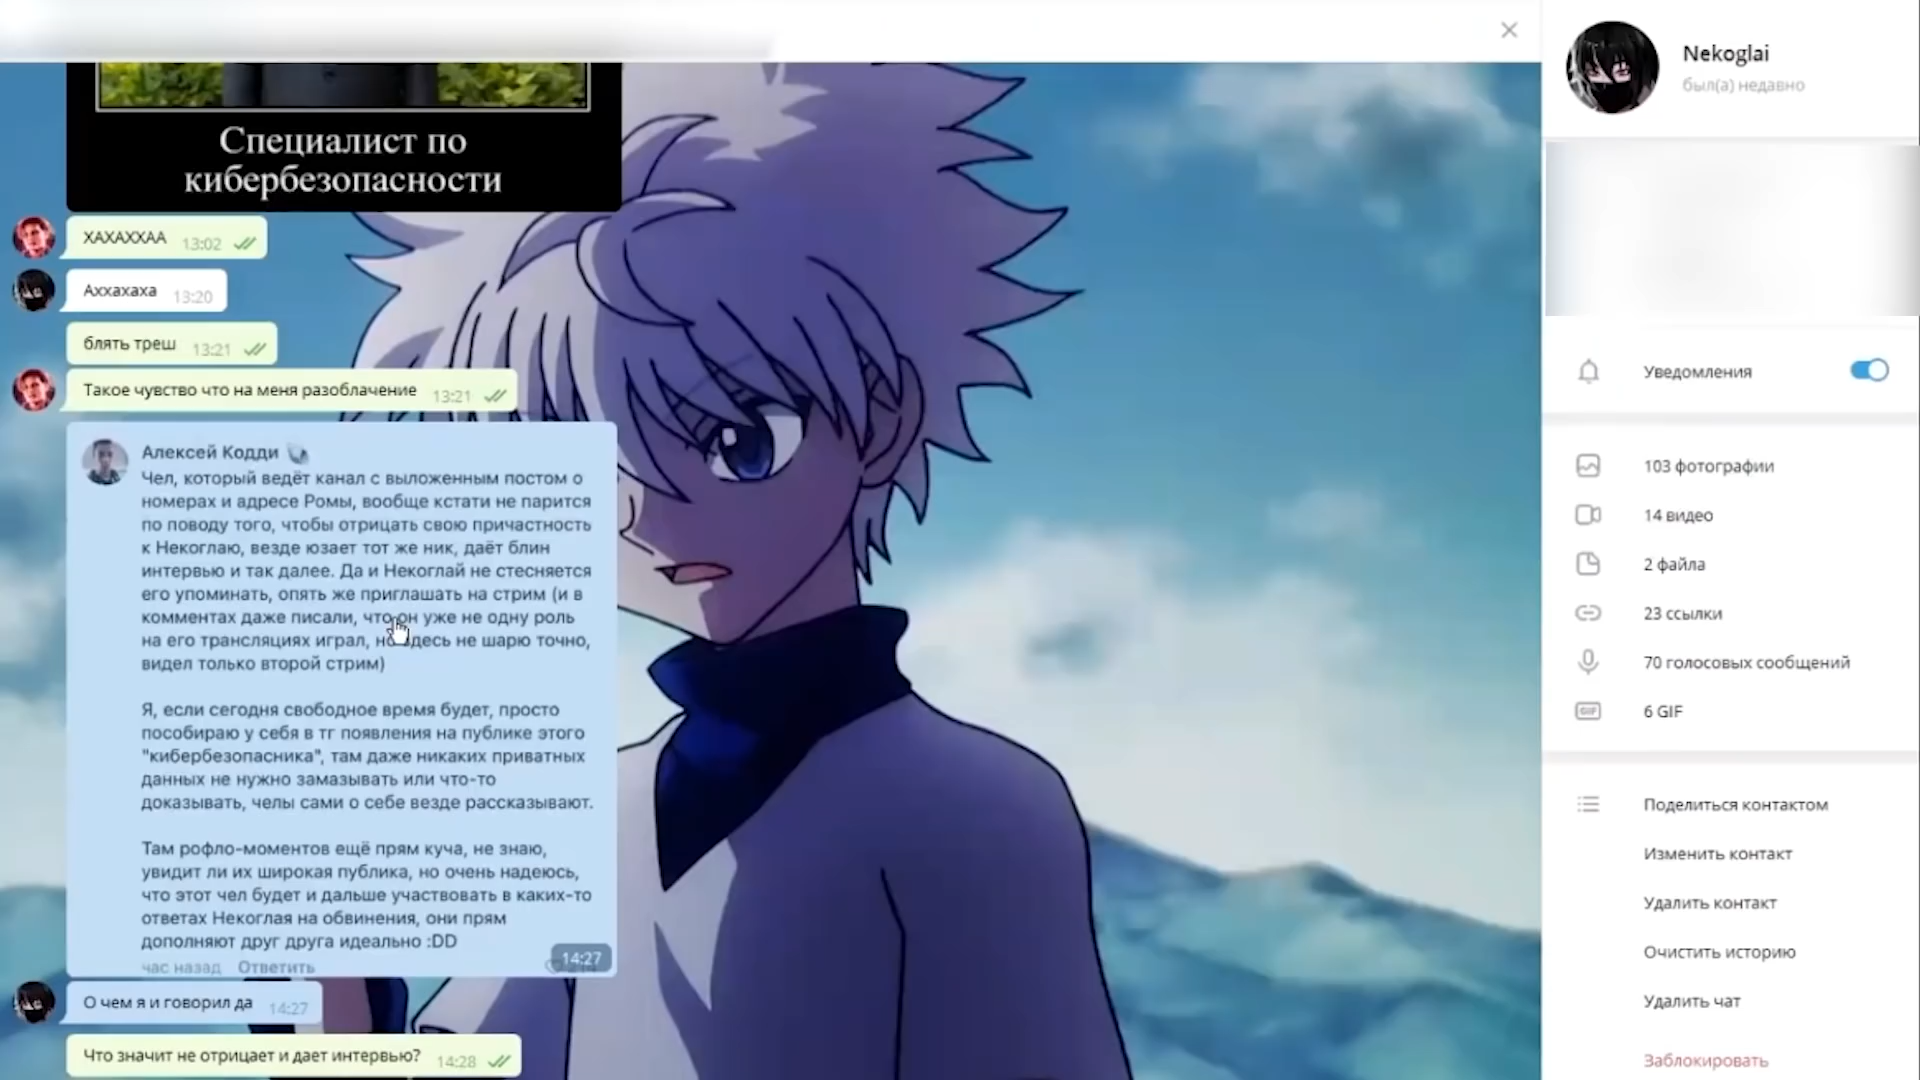 Специалист по
кибербезопасности
ХАХАХХАА 13:02
Аххахаха 13:20
блять треш 13:21
Такое чувство что на меня разоблачение 13:21
Алексей Кодди
Чел, который ведёт канал с выложенным постом о
номерах и адресе Ромы, вообще кстати не парится
по поводу того, чтобы отрицать свою причастность
к Некоглаю, везде юзает тот же ник, даёт блин
интервью и так далее. Да и Некоглай не стесняется
его упоминать, опять же приглашать на стрим (и в
комментах даже писали, что он уже не одну роль
на его трансляциях играл, но здесь не шарю точно,
видел только второй стрим)
Я, если сегодня свободное время будет, просто
пособираю у себя в тг появления на публике этого
"кибербезопасника", там даже никаких приватных
данных не нужно замазывать или что-то
доказывать, челы сами о себе везде рассказывают.
Там рофло-моментов ещё прям куча, не знаю,
увидит ли их широкая публика, но очень надеюсь,
что этот чел будет и дальше участвовать в каких-то
ответах Некоглая на обвинения, они прям
дополняют друг друга идеально :DD
час назад Ответить
14:27
О чем я и говорил да 14:27
Что значит не отрицает и дает интервью? 14:28
Nekoglai
был(а) недавно
Уведомления
103 фотографии
14 видео
2 файла
23 ссылки
70 голосовых сообщений
GIF 6 GIF
Поделиться контактом
Изменить контакт
Удалить контакт
Очистить историю
Удалить чат
Заблокировать